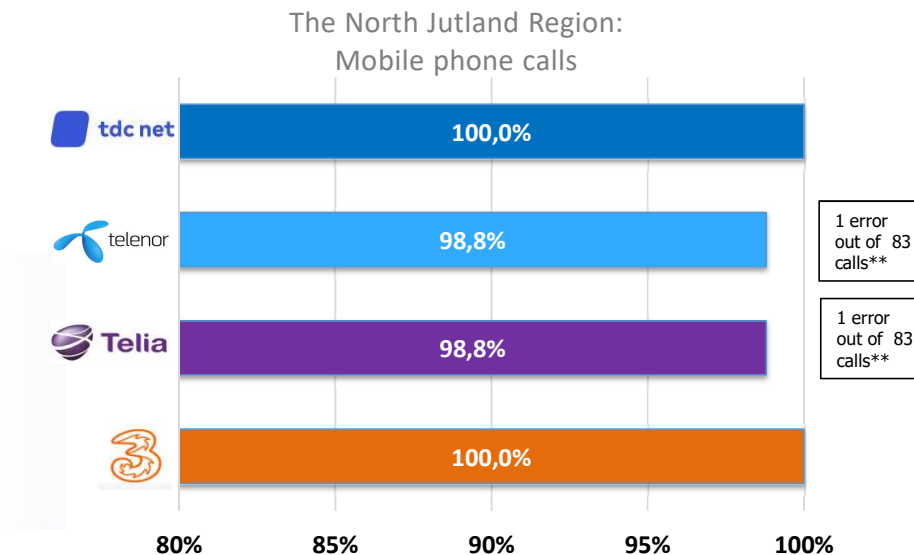 The North Jutland Region:
Mobile phone calls
tdc net
100,0%
telenor
98,8%
1 error
out of 83
calls**
Telia
98,8%
1 error
out of 83
calls**
3
100,0%
80%
85%
90%
95%
100%